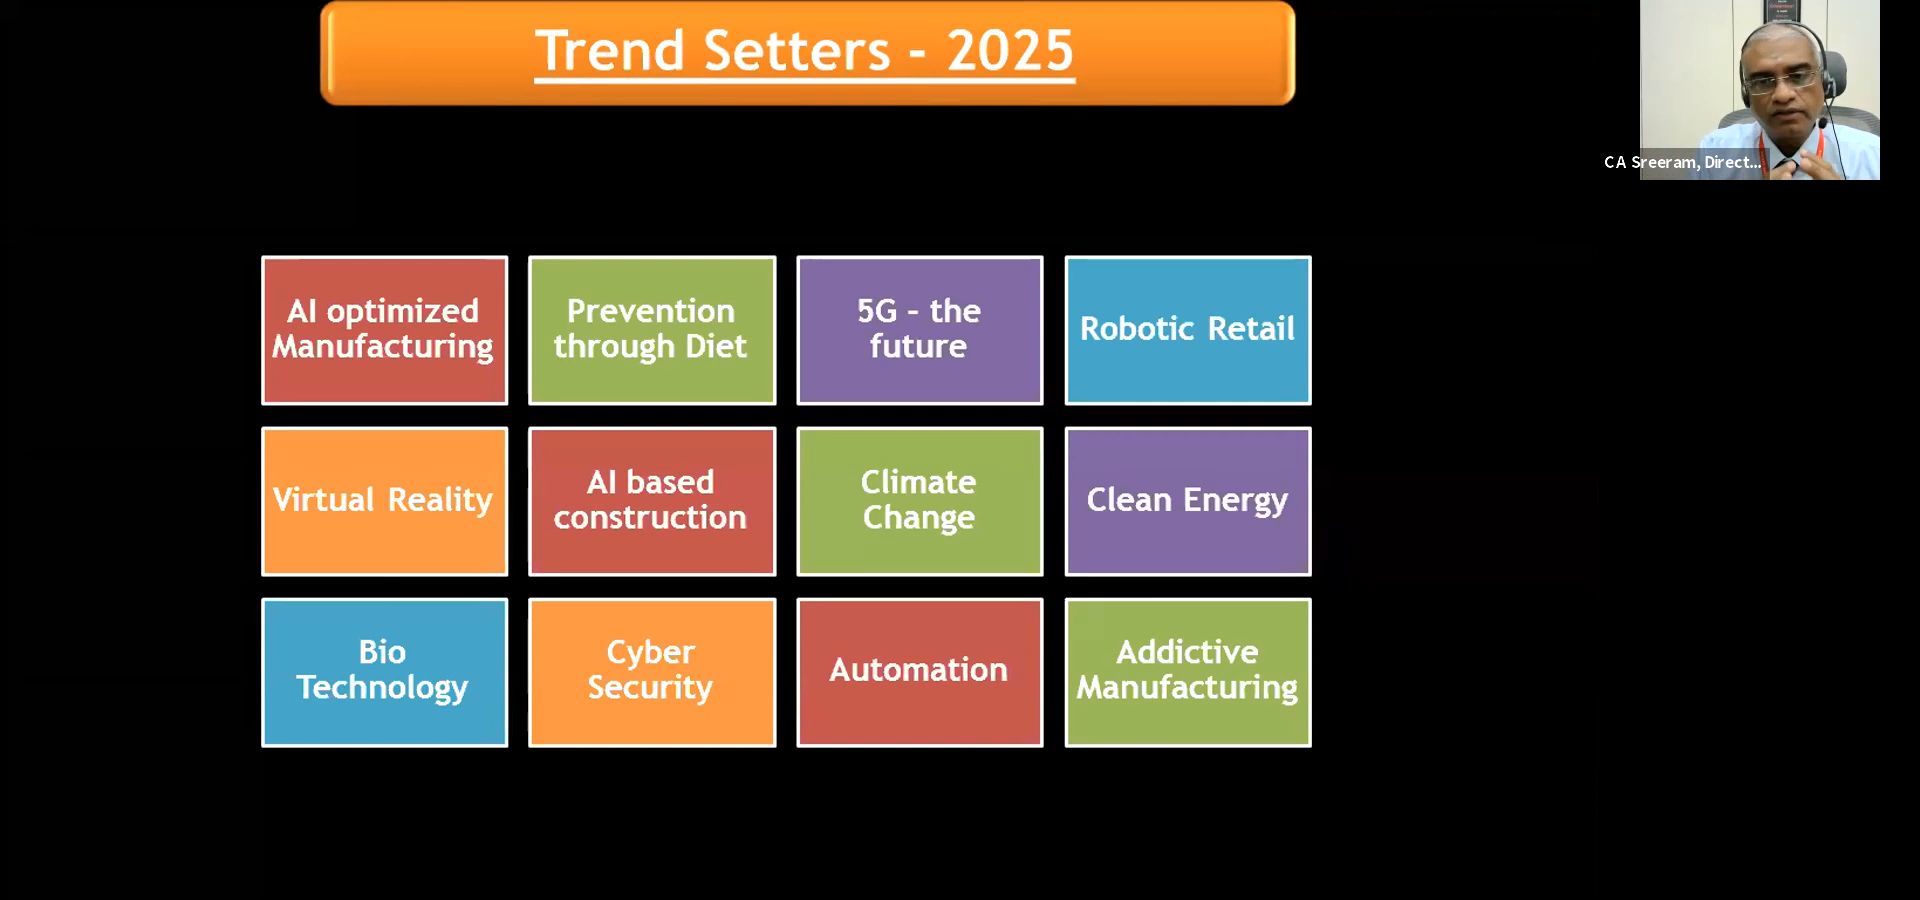 Trend Setters - 2025
C A Sreeram, Direct...
AI optimized
Manufacturing
Prevention
through Diet
5G – the
future
Robotic Retail
Virtual Reality
AI based
construction
Climate
Change
Clean Energy
Bio
Technology
Cyber
Security
Automation
Addictive
Manufacturing